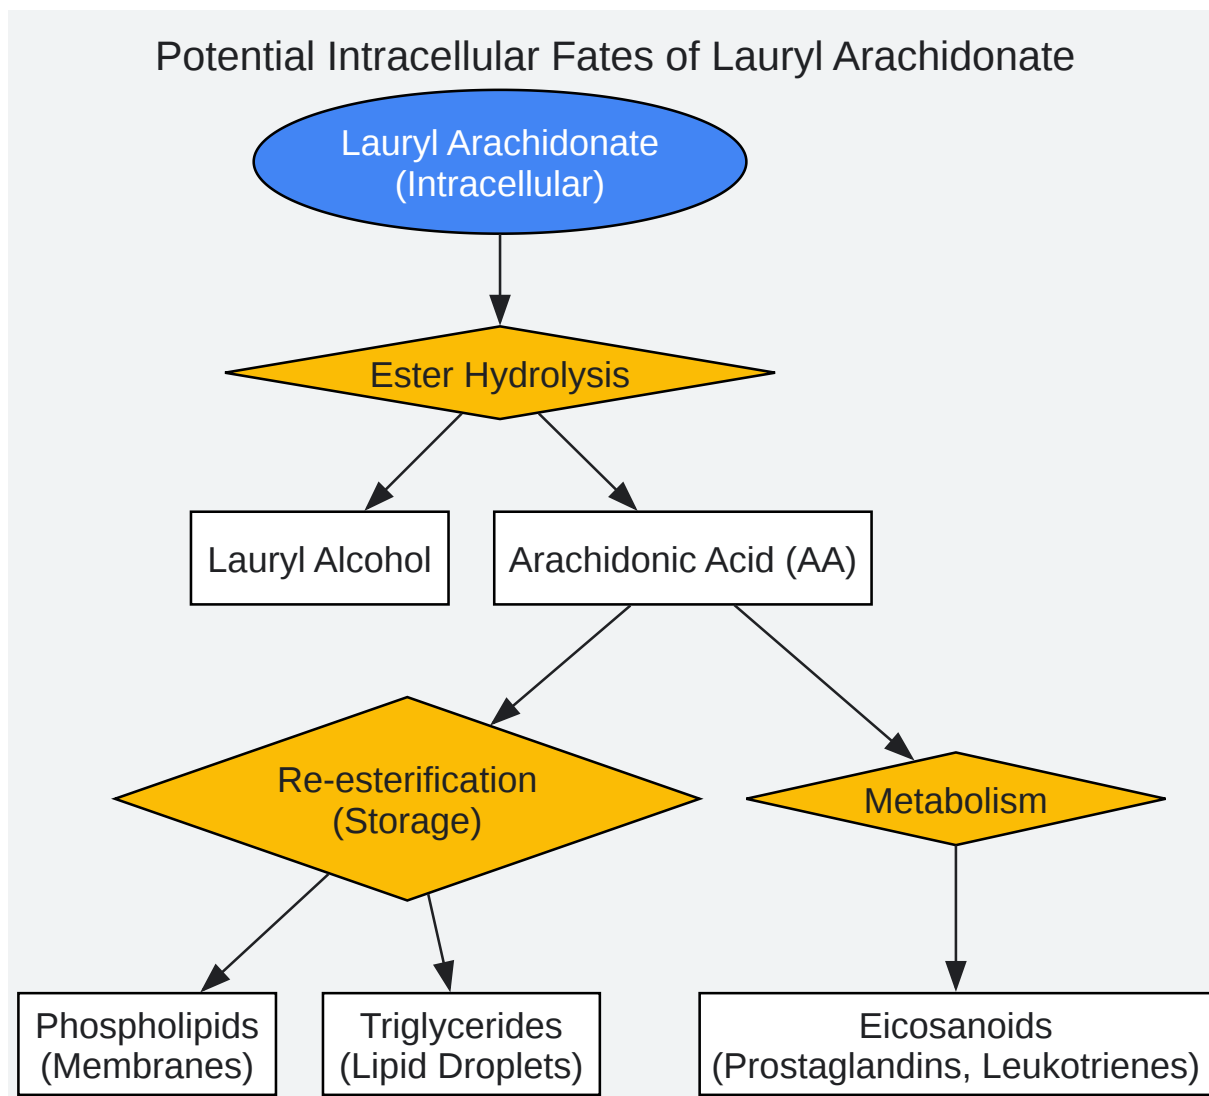 Potential Intracellular Fates of Lauryl Arachidonate
Lauryl Arachidonate
(Intracellular)
Ester Hydrolysis
Lauryl Alcohol
Arachidonic Acid (AA)
Re-esterification
(Storage)
Metabolism
Phospholipids
(Membranes)
Triglycerides
(Lipid Droplets)
Eicosanoids
(Prostaglandins, Leukotrienes)